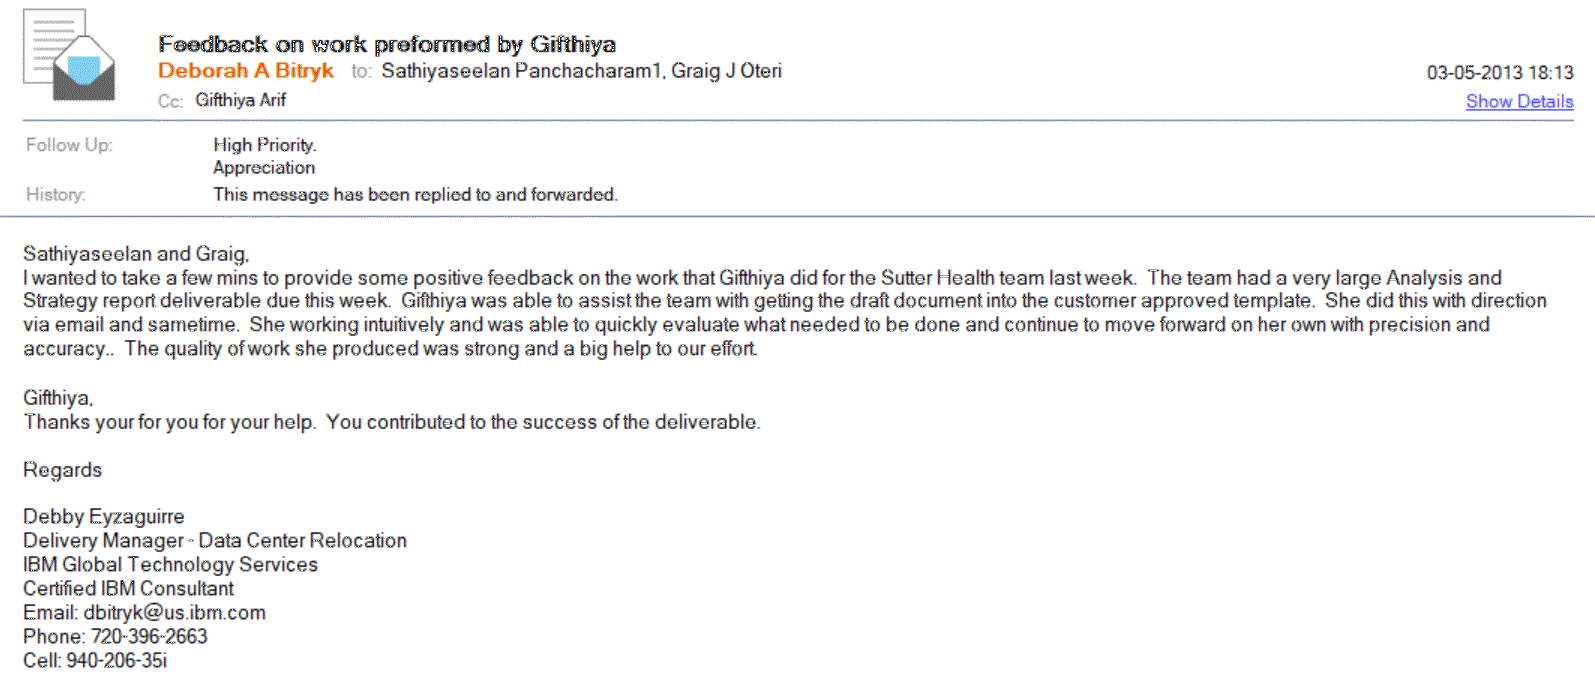 Feedback on work preformed by Gifthiya
Deborah A Bitryk to: Sathiyaseelan Panchacharam1, Graig J Oteri
03-05-2013 18:13
Cc: Gifthiya Arif
Show Details
Follow Up: High Priority.
Appreciation
History: This message has been replied to and forwarded.
Sathiyaseelan and Graig,
I wanted to take a few mins to provide some positive feedback on the work that Gifthiya did for the Sutter Health team last week. The team had a very large Analysis and
Strategy report deliverable due this week. Gifthiya was able to assist the team with getting the draft document into the customer approved template. She did this with direction
via email and sametime. She working intuitively and was able to quickly evaluate what needed to be done and continue to move forward on her own with precision and
accuracy.. The quality of work she produced was strong and a big help to our effort.
Gifthiya,
Thanks your for you for your help. You contributed to the success of the deliverable.
Regards
Debby Eyzaguirre
Delivery Manager - Data Center Relocation
IBM Global Technology Services
Certified IBM Consultant
Email: dbitryk@us.ibm.com
Phone: 720-396-2663
Cell: 940-206-35i